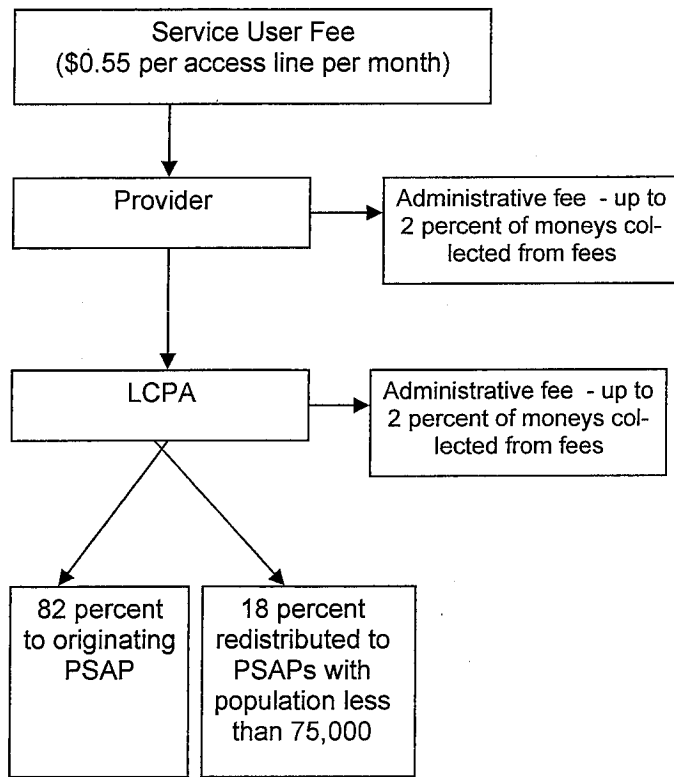 Service User Fee
($0.55 per access line per month)
Provider
Administrative fee - up to
2 percent of moneys col-
lected from fees
LCPA
Administrative fee - up to
2 percent of moneys col-
lected from fees
82 percent
to originating
PSAP
18 percent
redistributed to
PSAPs with
population less
than 75,000